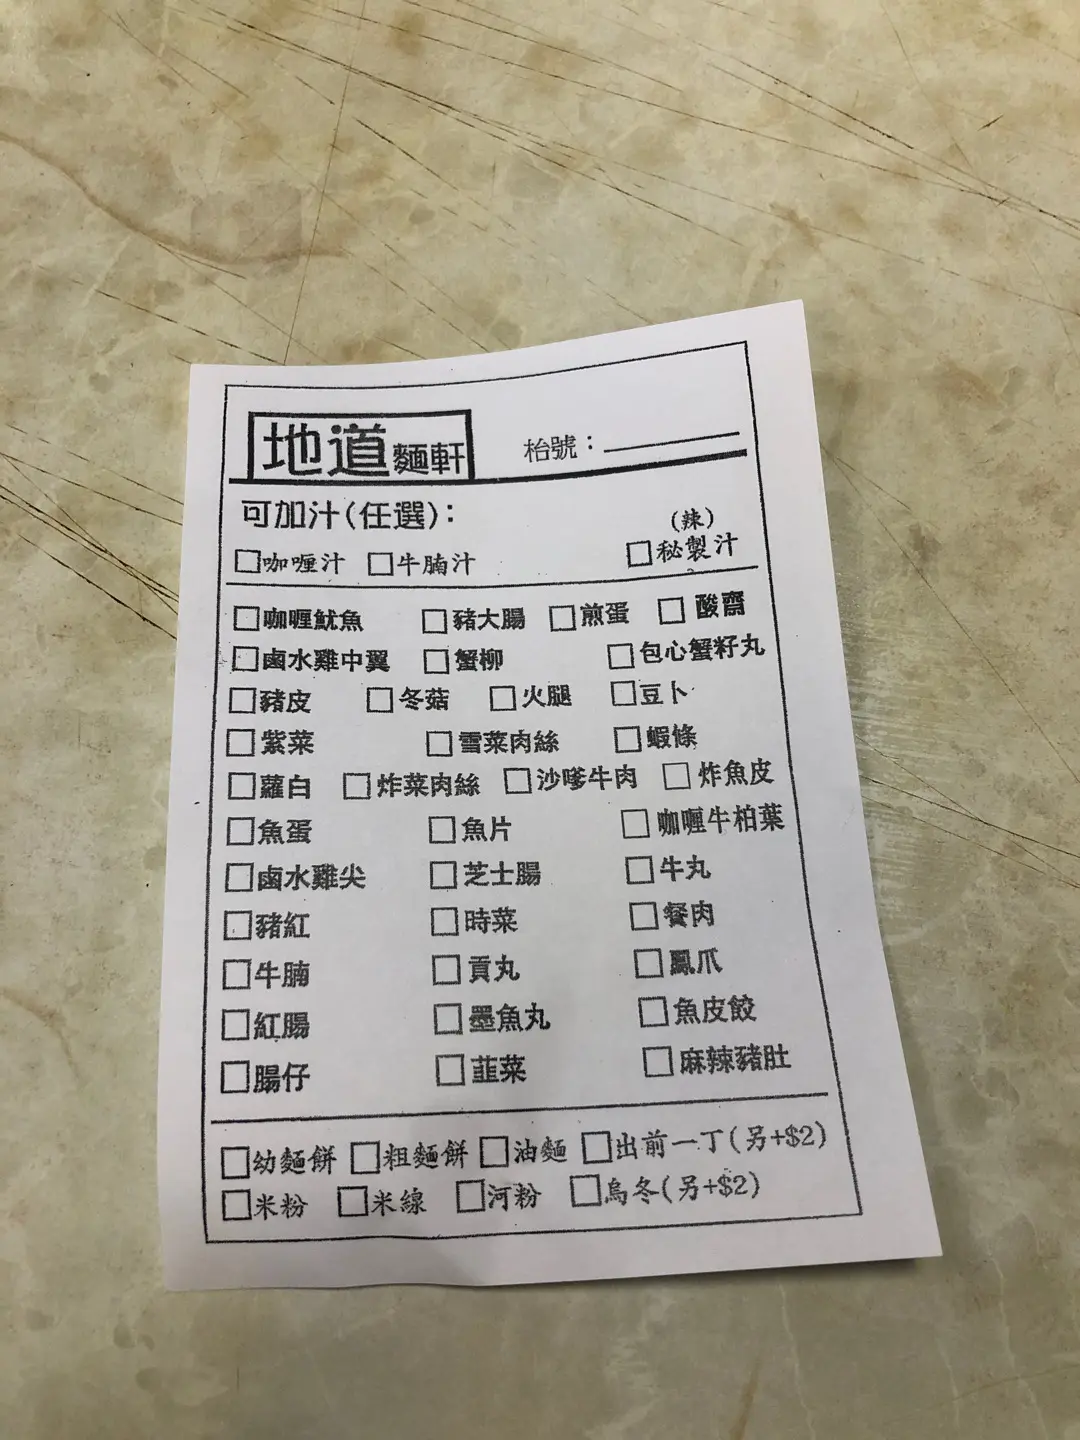 地道麵軒 枱號：
可加汁(任選)：
(辣)
□咖喱汁 □牛腩汁 □秘製汁
□咖喱魷魚 □豬大腸 □煎蛋 □酸齋
□鹵水雞中翼 □蟹柳 □包心蟹籽丸
□豬皮 □冬菇 □火腿 □豆卜
□紫菜 □雪菜肉絲 □蝦條
□蘿白 □炸菜肉絲 □沙嗲牛肉 □炸魚皮
□魚蛋 □魚片 □咖喱牛柏葉
□鹵水雞尖 □芝士腸 □牛丸
□豬紅 □時菜 □餐肉
□牛腩 □貢丸 □鳳爪
□紅腸 □墨魚丸 □魚皮餃
□腸仔 □韮菜 □麻辣豬肚
□幼麵餅 □粗麵餅 □油麵 □出前一丁(另+$2)
□米粉 □米線 □河粉 □烏冬(另+$2)